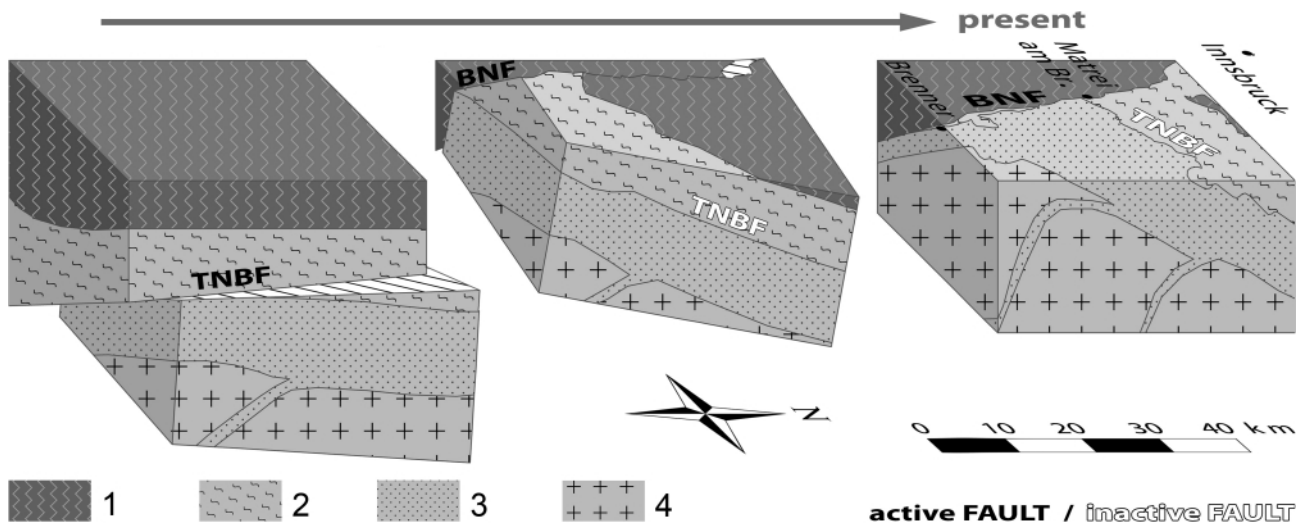 present
BNF
TNBF
TNBF
Brenner
BNF
Matrei
am Br.
Innsbruck
TNBF
N
0 10 20 30 40 km
1 2 3 4
active FAULT / inactive FAULT